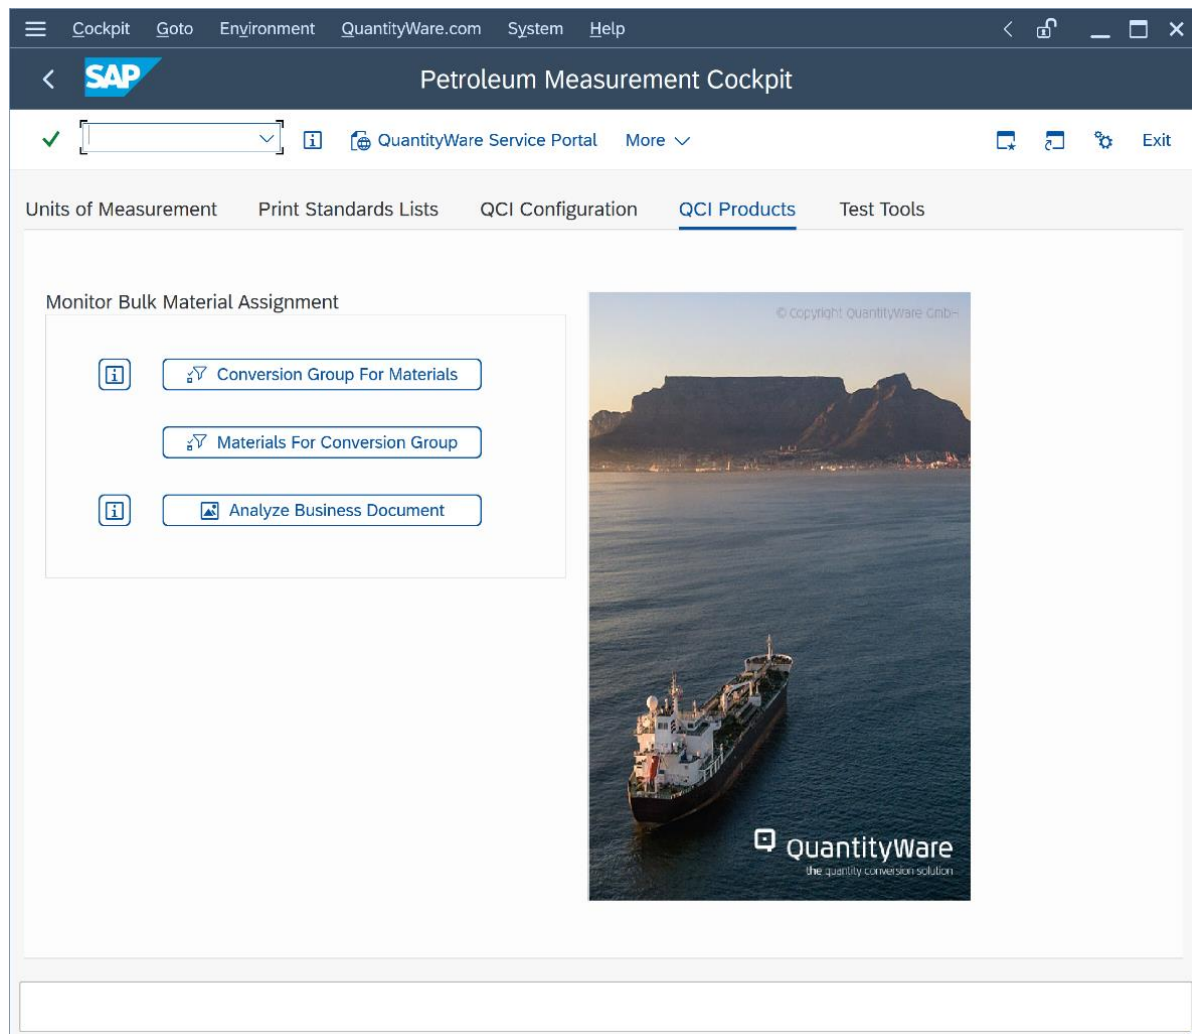 Cockpit Goto Environment QuantityWare.com System Help
SAP Petroleum Measurement Cockpit
QuantityWare Service Portal More Exit
Units of Measurement Print Standards Lists QCI Configuration QCI Products Test Tools
Monitor Bulk Material Assignment
© Copyright QuantityWare GmbH
Conversion Group For Materials
Materials For Conversion Group
Analyze Business Document
QuantityWare
the quantity conversion solution